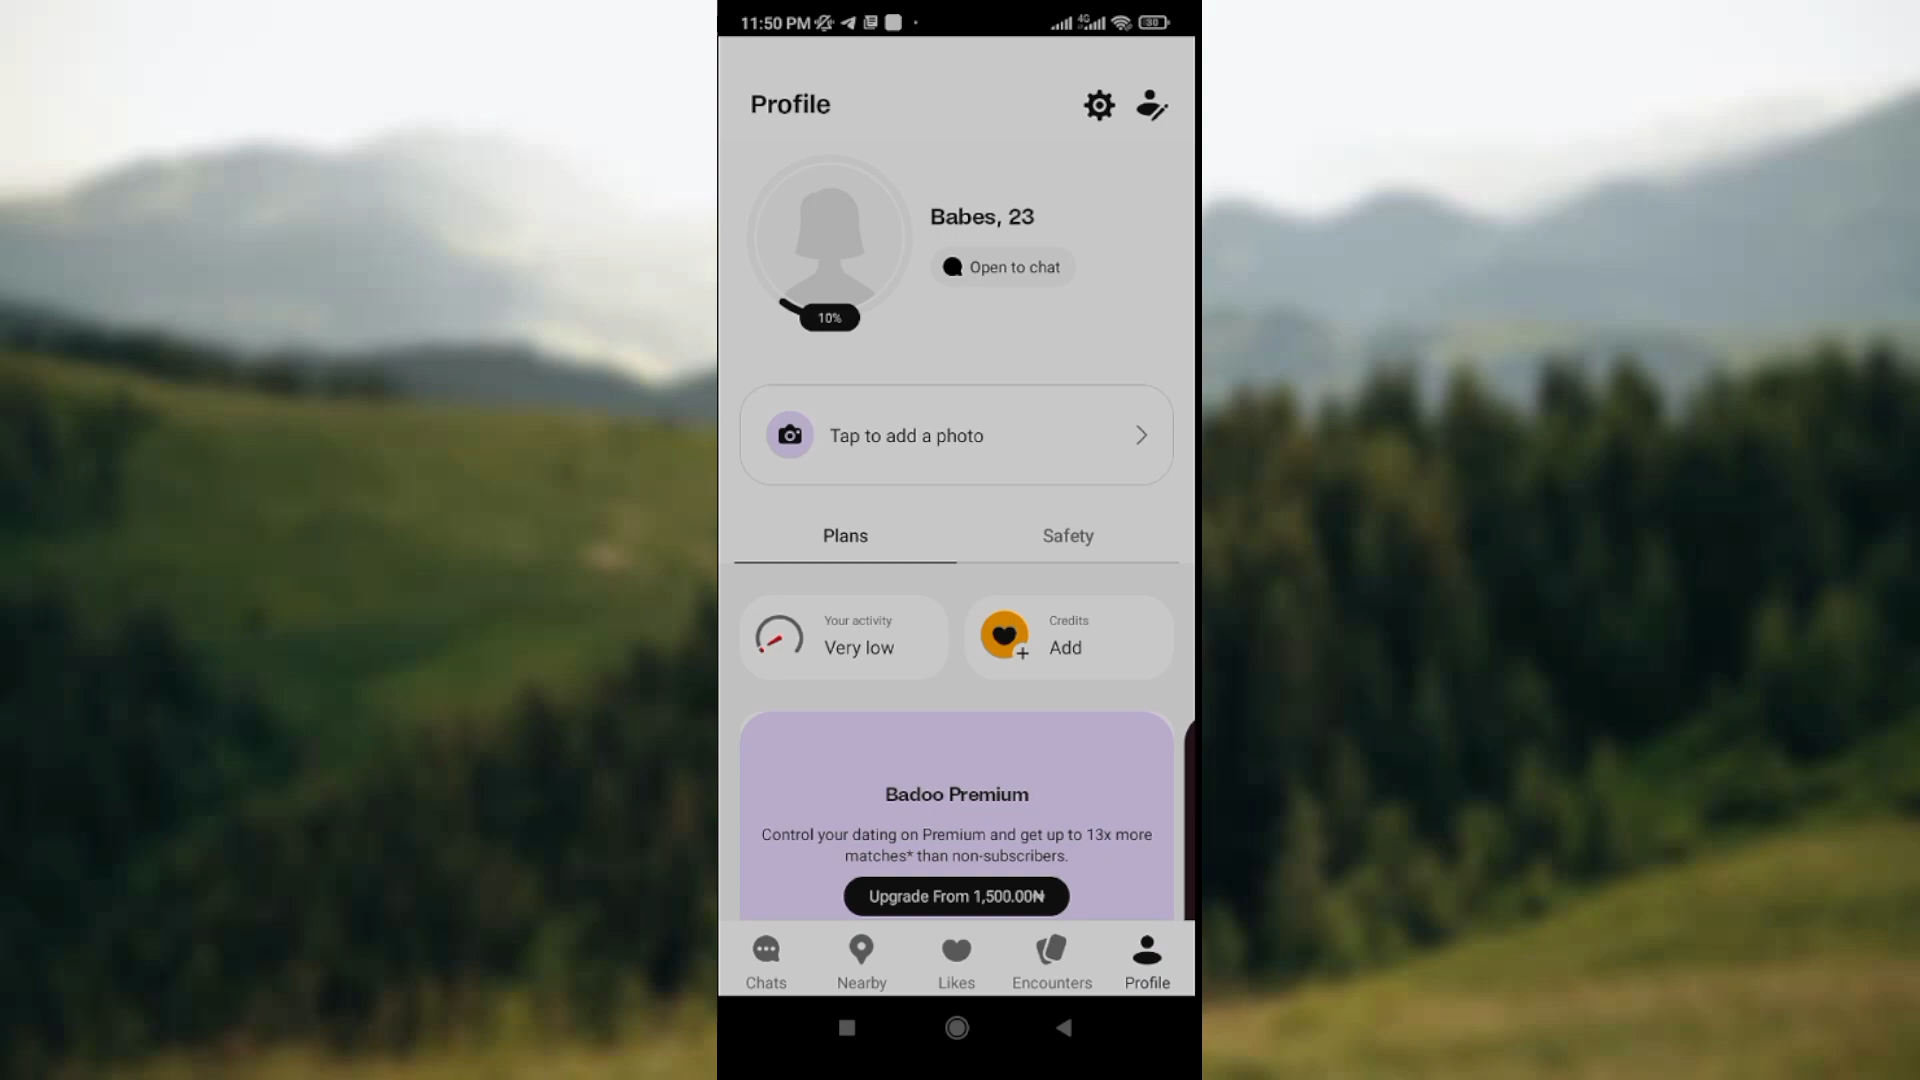 11:50 PM
4G
30
Profile
Babes, 23
Open to chat
10%
Tap to add a photo
Plans
Safety
Your activity
Very low
Credits
Add
Badoo Premium
Control your dating on Premium and get up to 13x more
matches* than non-subscribers.
Upgrade From 1,500.00₦
Chats
Nearby
Likes
Encounters
Profile